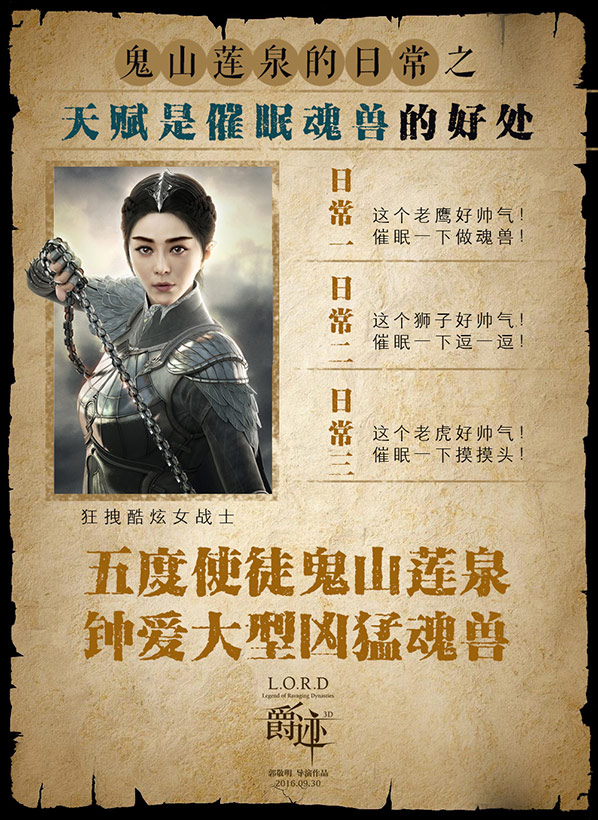 鬼山莲泉的日常之
天赋是催眠魂兽的好处
日常一
这个老鹰好帅气！
催眠一下做魂兽！
日常二
这个狮子好帅气！
催眠一下逗一逗！
日常三
这个老虎好帅气！
催眠一下摸摸头！
狂拽酷炫女战士
五度使徒鬼山莲泉
钟爱大型凶猛魂兽
L.O.R.D
Legend of Ravaging Dynasties
爵迹 3D
郭敬明 导演作品
2016.09.30